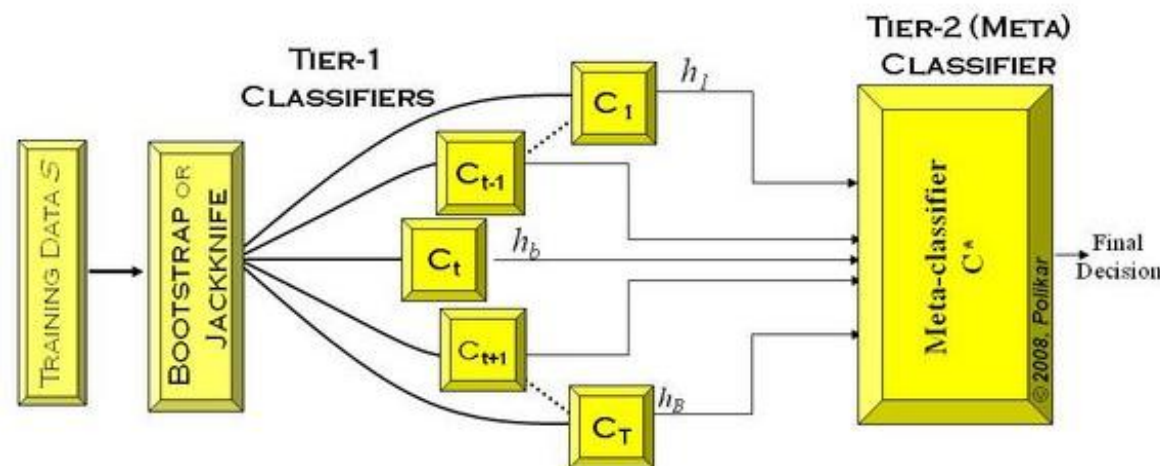 TRAINING DATA S
BOOTSTRAP OR
JACKKNIFE
TIER-1
CLASSIFIERS
C1
Ct-1
Ct
Ct+1
CT
h1
hb
hB
TIER-2 (META)
CLASSIFIER
Meta-classifier
C*
© 2008, Polikar
Final
Decision